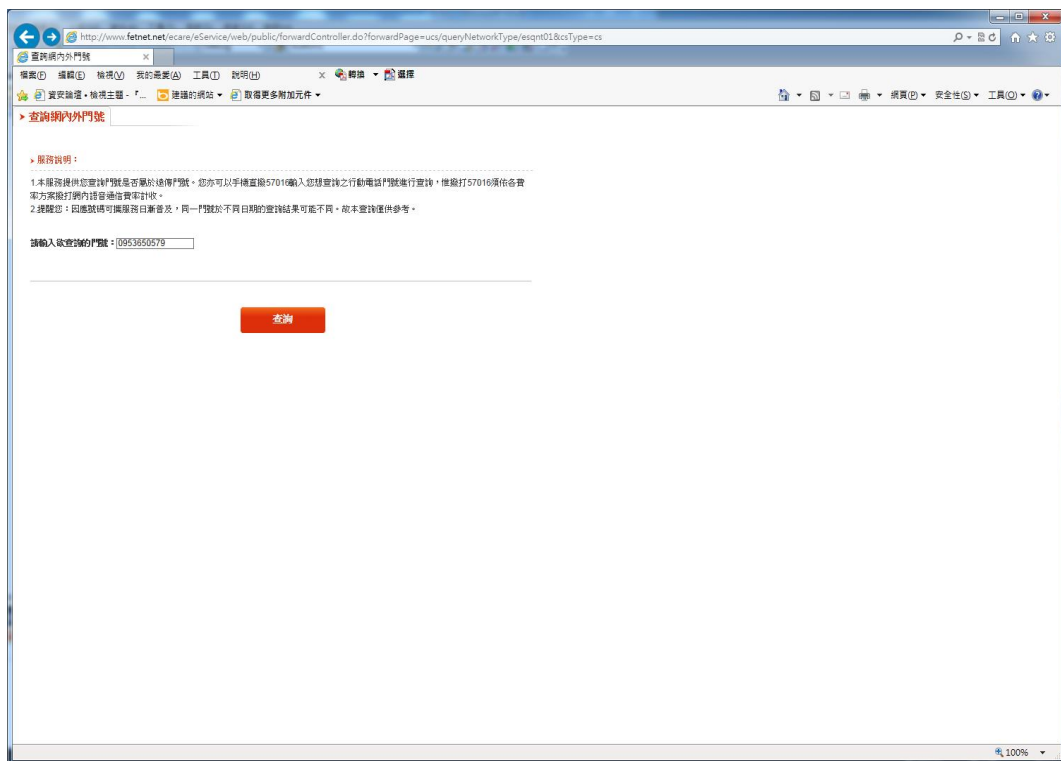 http://www.fetnet.net/ecare/eService/web/public/forwardController.do?forwardPage=ucs/queryNetworkType/esqnt01&csType=cs
查詢網內外門號
檔案(F) 編輯(E) 檢視(V) 我的最愛(A) 工具(T) 說明(H) x 轉換 選擇
資安論壇 • 檢視主題 - 『... 建議的網站 取得更多附加元件 網頁(P) 安全性(S) 工具(O)
查詢網內外門號
服務說明：
1.本服務提供您查詢門號是否屬於遠傳門號。您亦可以手機直撥57016輸入您想查詢之行動電話門號進行查詢，惟撥打57016須依各費
率方案撥打網內語音通信費率計收。
2.提醒您：因應號碼可攜服務日漸普及，同一門號於不同日期的查詢結果可能不同。故本查詢僅供參考。
請輸入欲查詢的門號：0953650579
查詢
100%